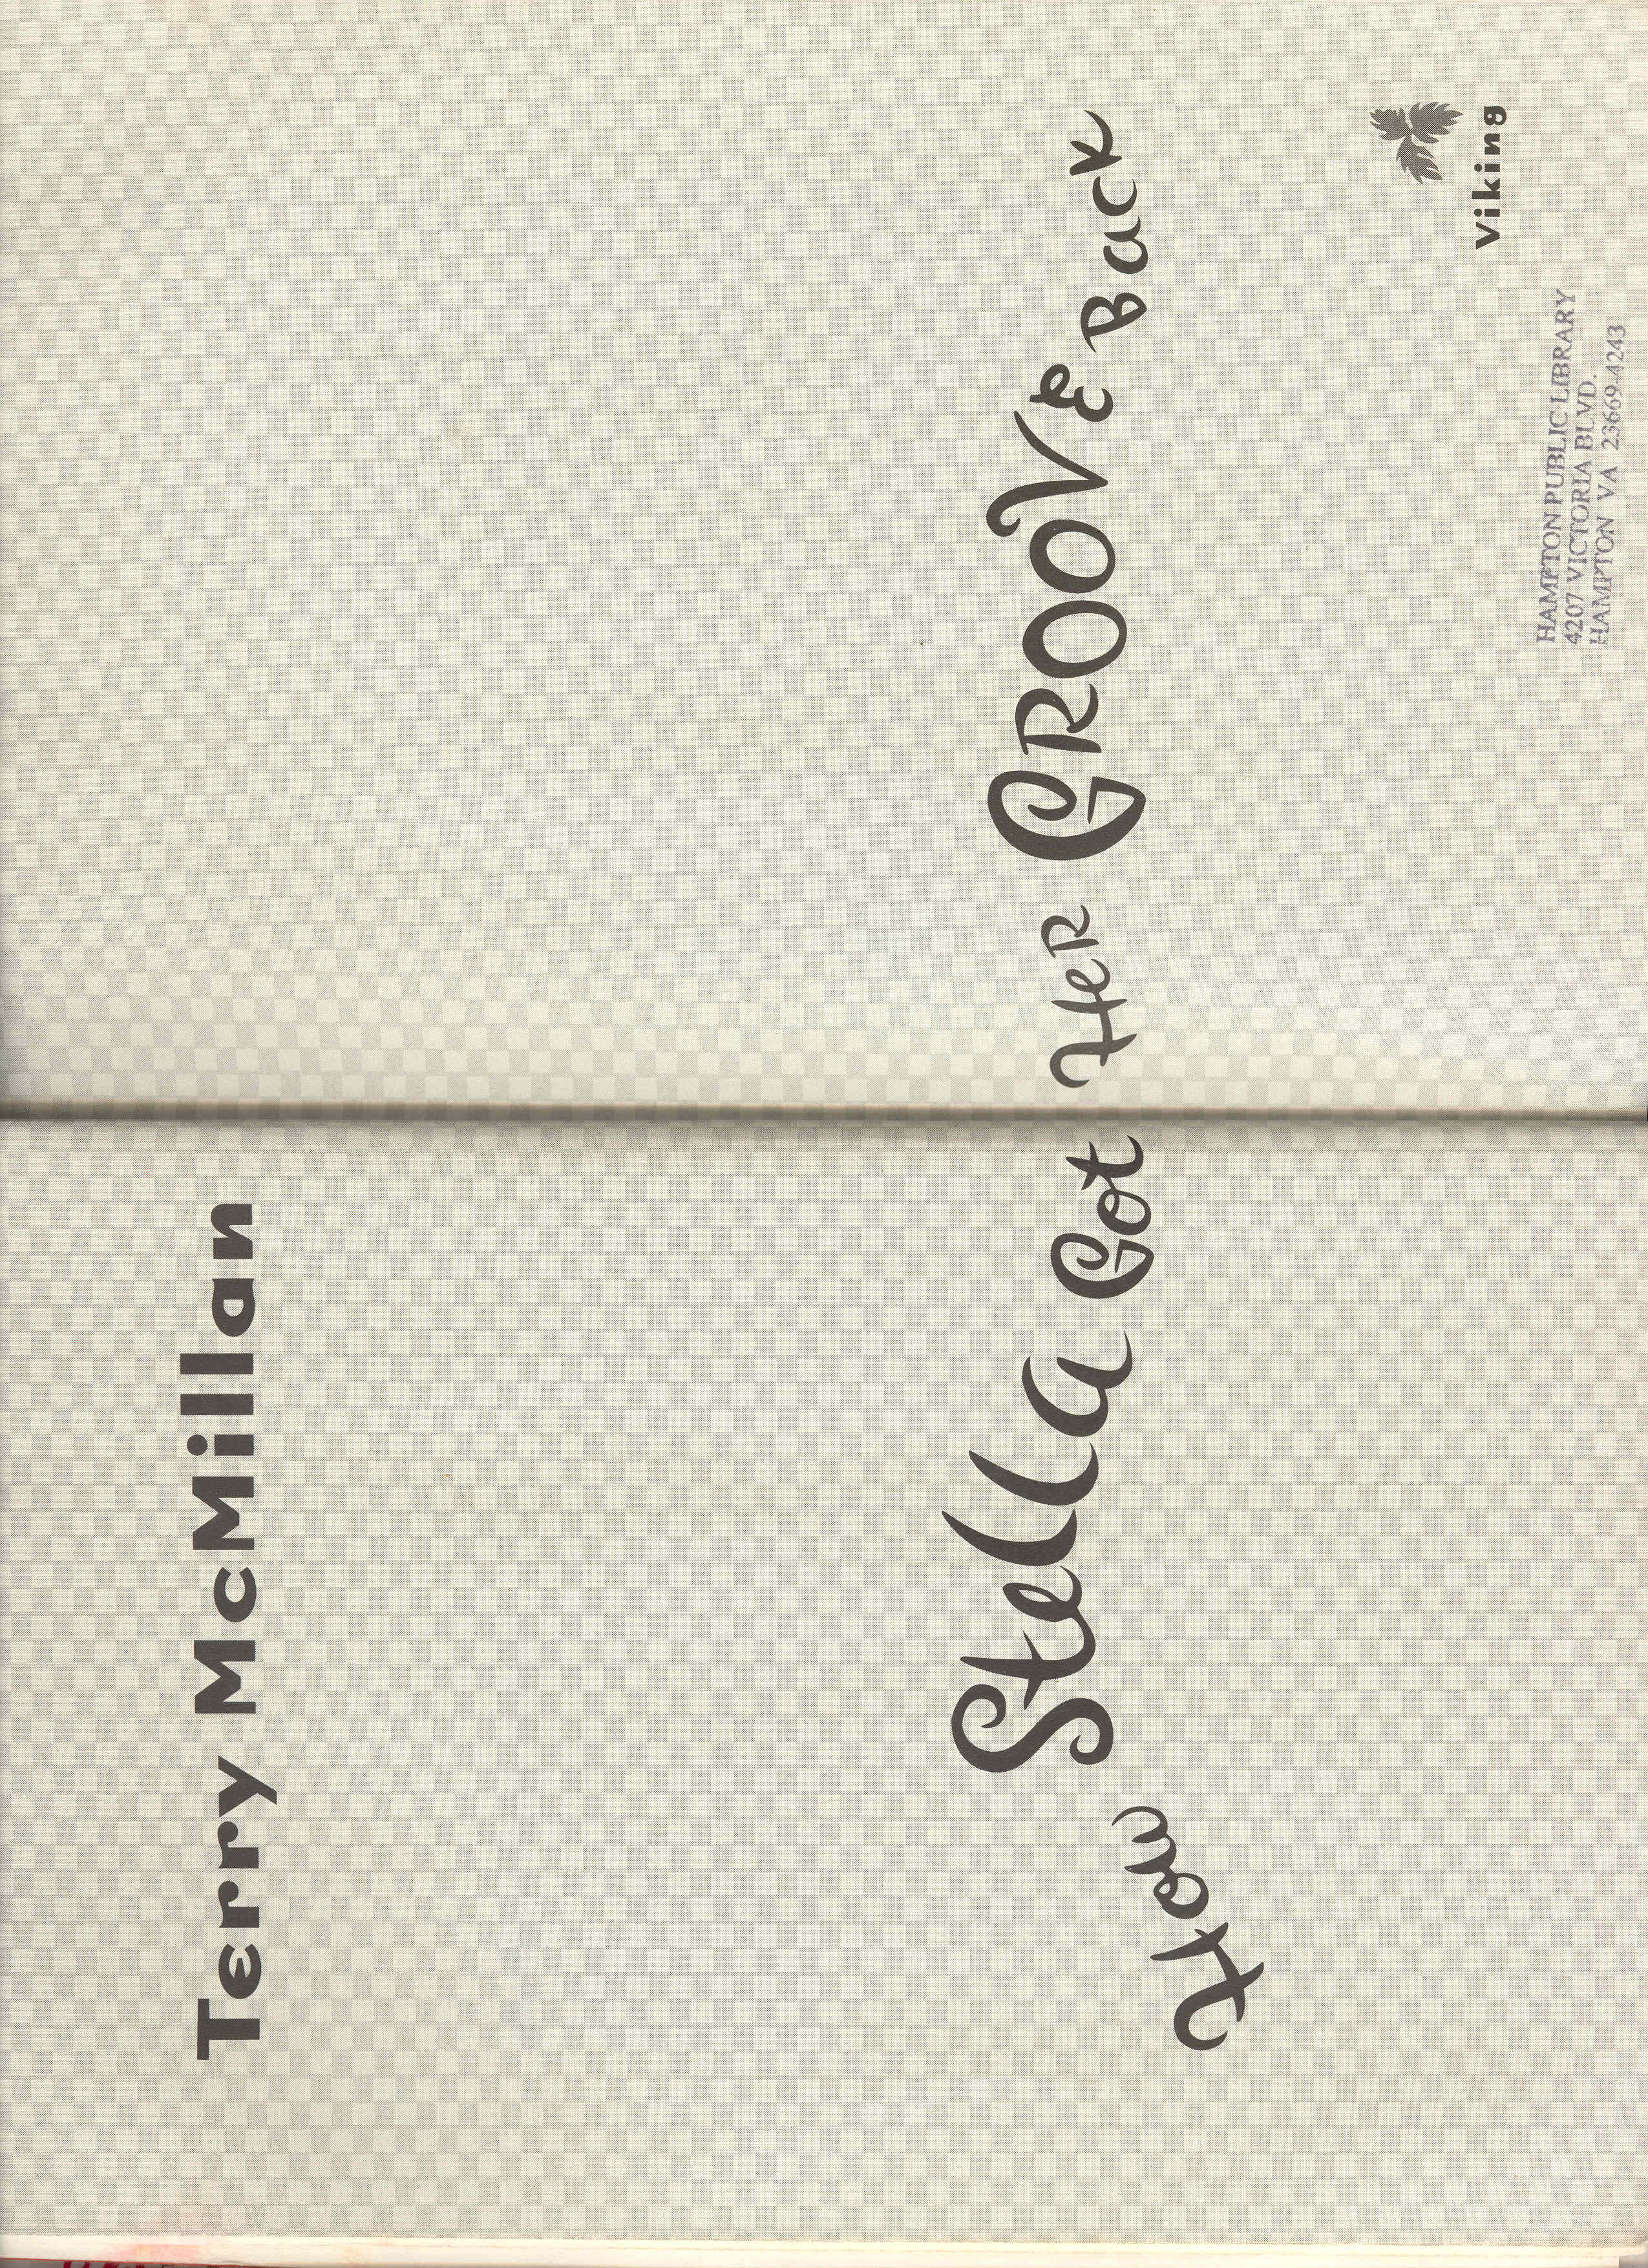 Terry McMillan
How Stella Got Her GROOVE Back
Viking
HAMPTON PUBLIC LIBRARY
4207 VICTORIA BLVD.
HAMPTON VA 23669-4243